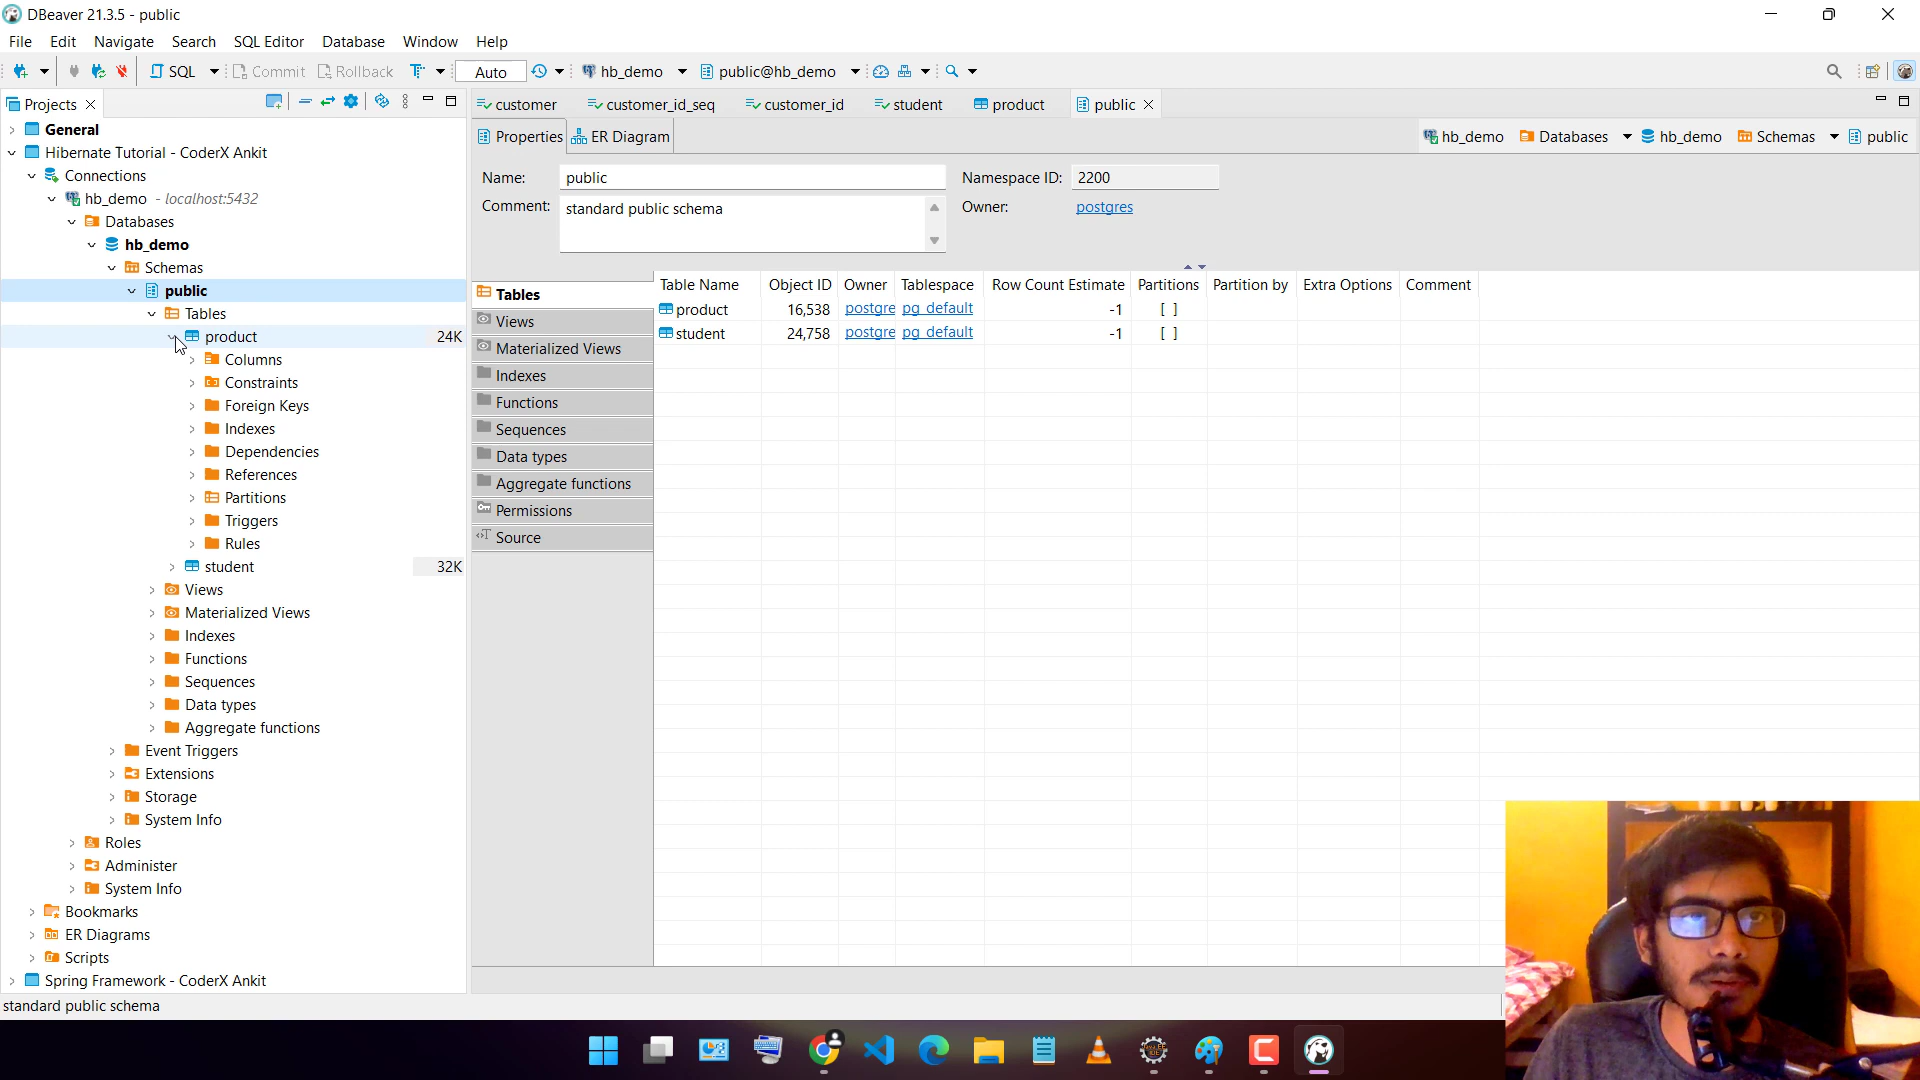 DBeaver 21.3.5 - public
File Edit Navigate Search SQL Editor Database Window Help
SQL Commit Rollback Auto hb_demo public@hb_demo
Projects
customer customer_id_seq customer_id student product public
General
Hibernate Tutorial - CoderX Ankit
Connections
hb_demo - localhost:5432
Databases
hb_demo
Schemas
public
Tables
product 24K
Columns
Constraints
Foreign Keys
Indexes
Dependencies
References
Partitions
Triggers
Rules
student 32K
Views
Materialized Views
Indexes
Functions
Sequences
Data types
Aggregate functions
Event Triggers
Extensions
Storage
System Info
Roles
Administer
System Info
Bookmarks
ER Diagrams
Scripts
Spring Framework - CoderX Ankit
standard public schema
Properties ER Diagram hb_demo Databases hb_demo Schemas public
Name: public Namespace ID: 2200
Comment: standard public schema Owner: postgres
Tables
Views
Materialized Views
Indexes
Functions
Sequences
Data types
Aggregate functions
Permissions
Source
Table Name Object ID Owner Tablespace Row Count Estimate Partitions Partition by Extra Options Comment
product 16,538 postgre pg_default -1 [ ]
student 24,758 postgre pg_default -1 [ ]